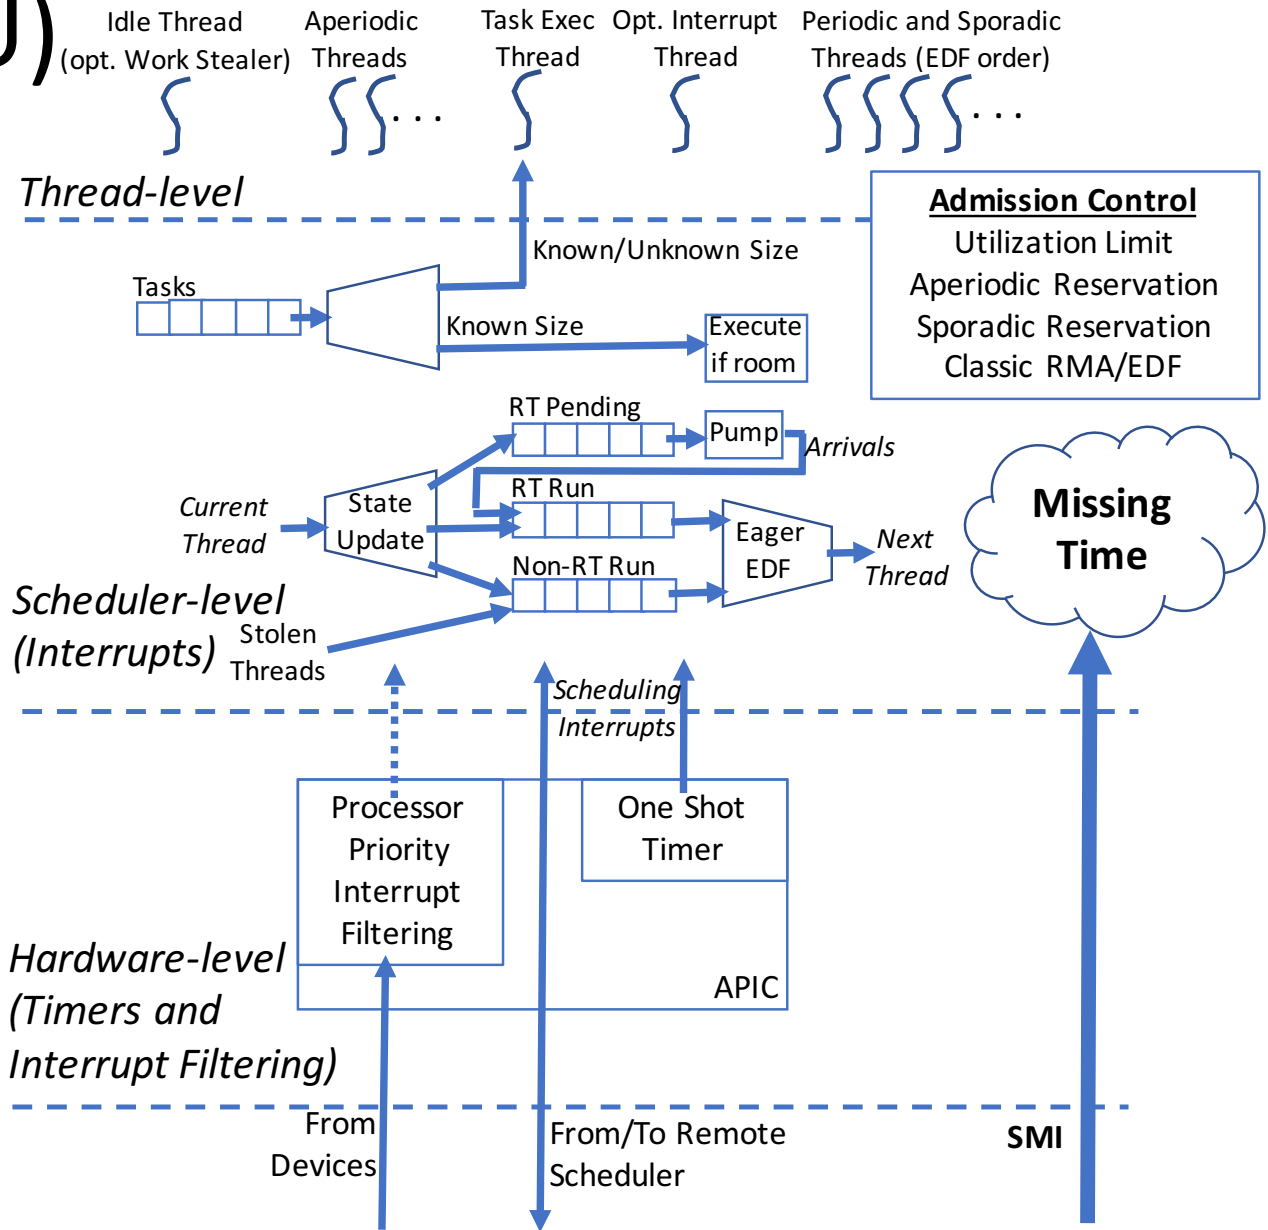 U)
Idle Thread
(opt. Work Stealer)
Aperiodic
Threads
Task Exec
Thread
Opt. Interrupt
Thread
Periodic and Sporadic
Threads (EDF order)
. . .
. . .
Thread-level
Admission Control
Utilization Limit
Aperiodic Reservation
Sporadic Reservation
Classic RMA/EDF
Known/Unknown Size
Tasks
Known Size
Execute
if room
RT Pending
Pump
Arrivals
Current
Thread
State
Update
RT Run
Non-RT Run
Eager
EDF
Next
Thread
Missing
Time
Scheduler-level
(Interrupts)
Stolen
Threads
Scheduling
Interrupts
Processor
Priority
Interrupt
Filtering
One Shot
Timer
APIC
Hardware-level
(Timers and
Interrupt Filtering)
From
Devices
From/To Remote
Scheduler
SMI